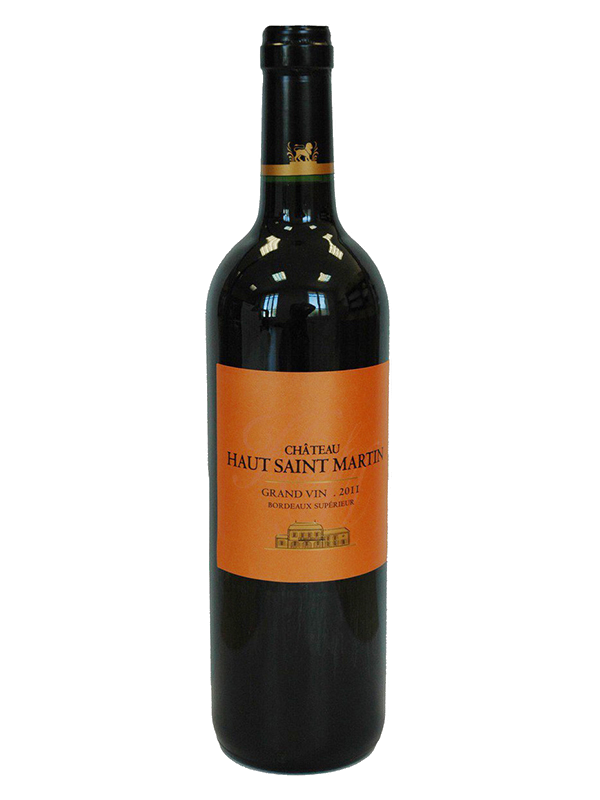 CHÂTEAU
HAUT SAINT MARTIN
GRAND VIN . 2011
BORDEAUX SUPÉRIEUR